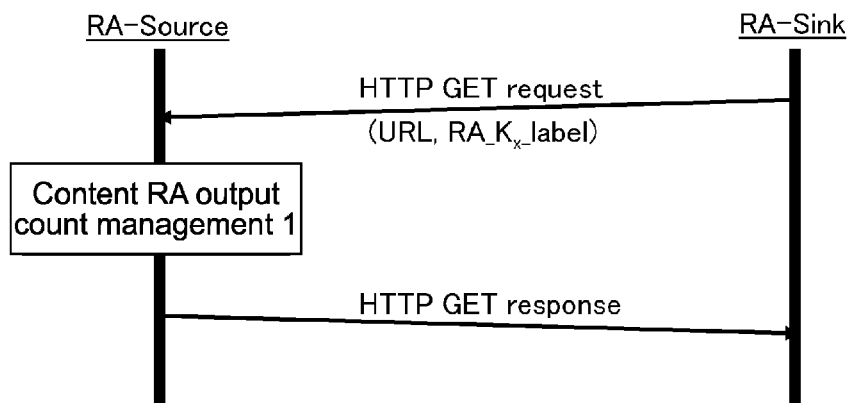 RA-Source
RA-Sink
HTTP GET request
(URL, RA_Kx_label)
Content RA output
count management 1
HTTP GET response